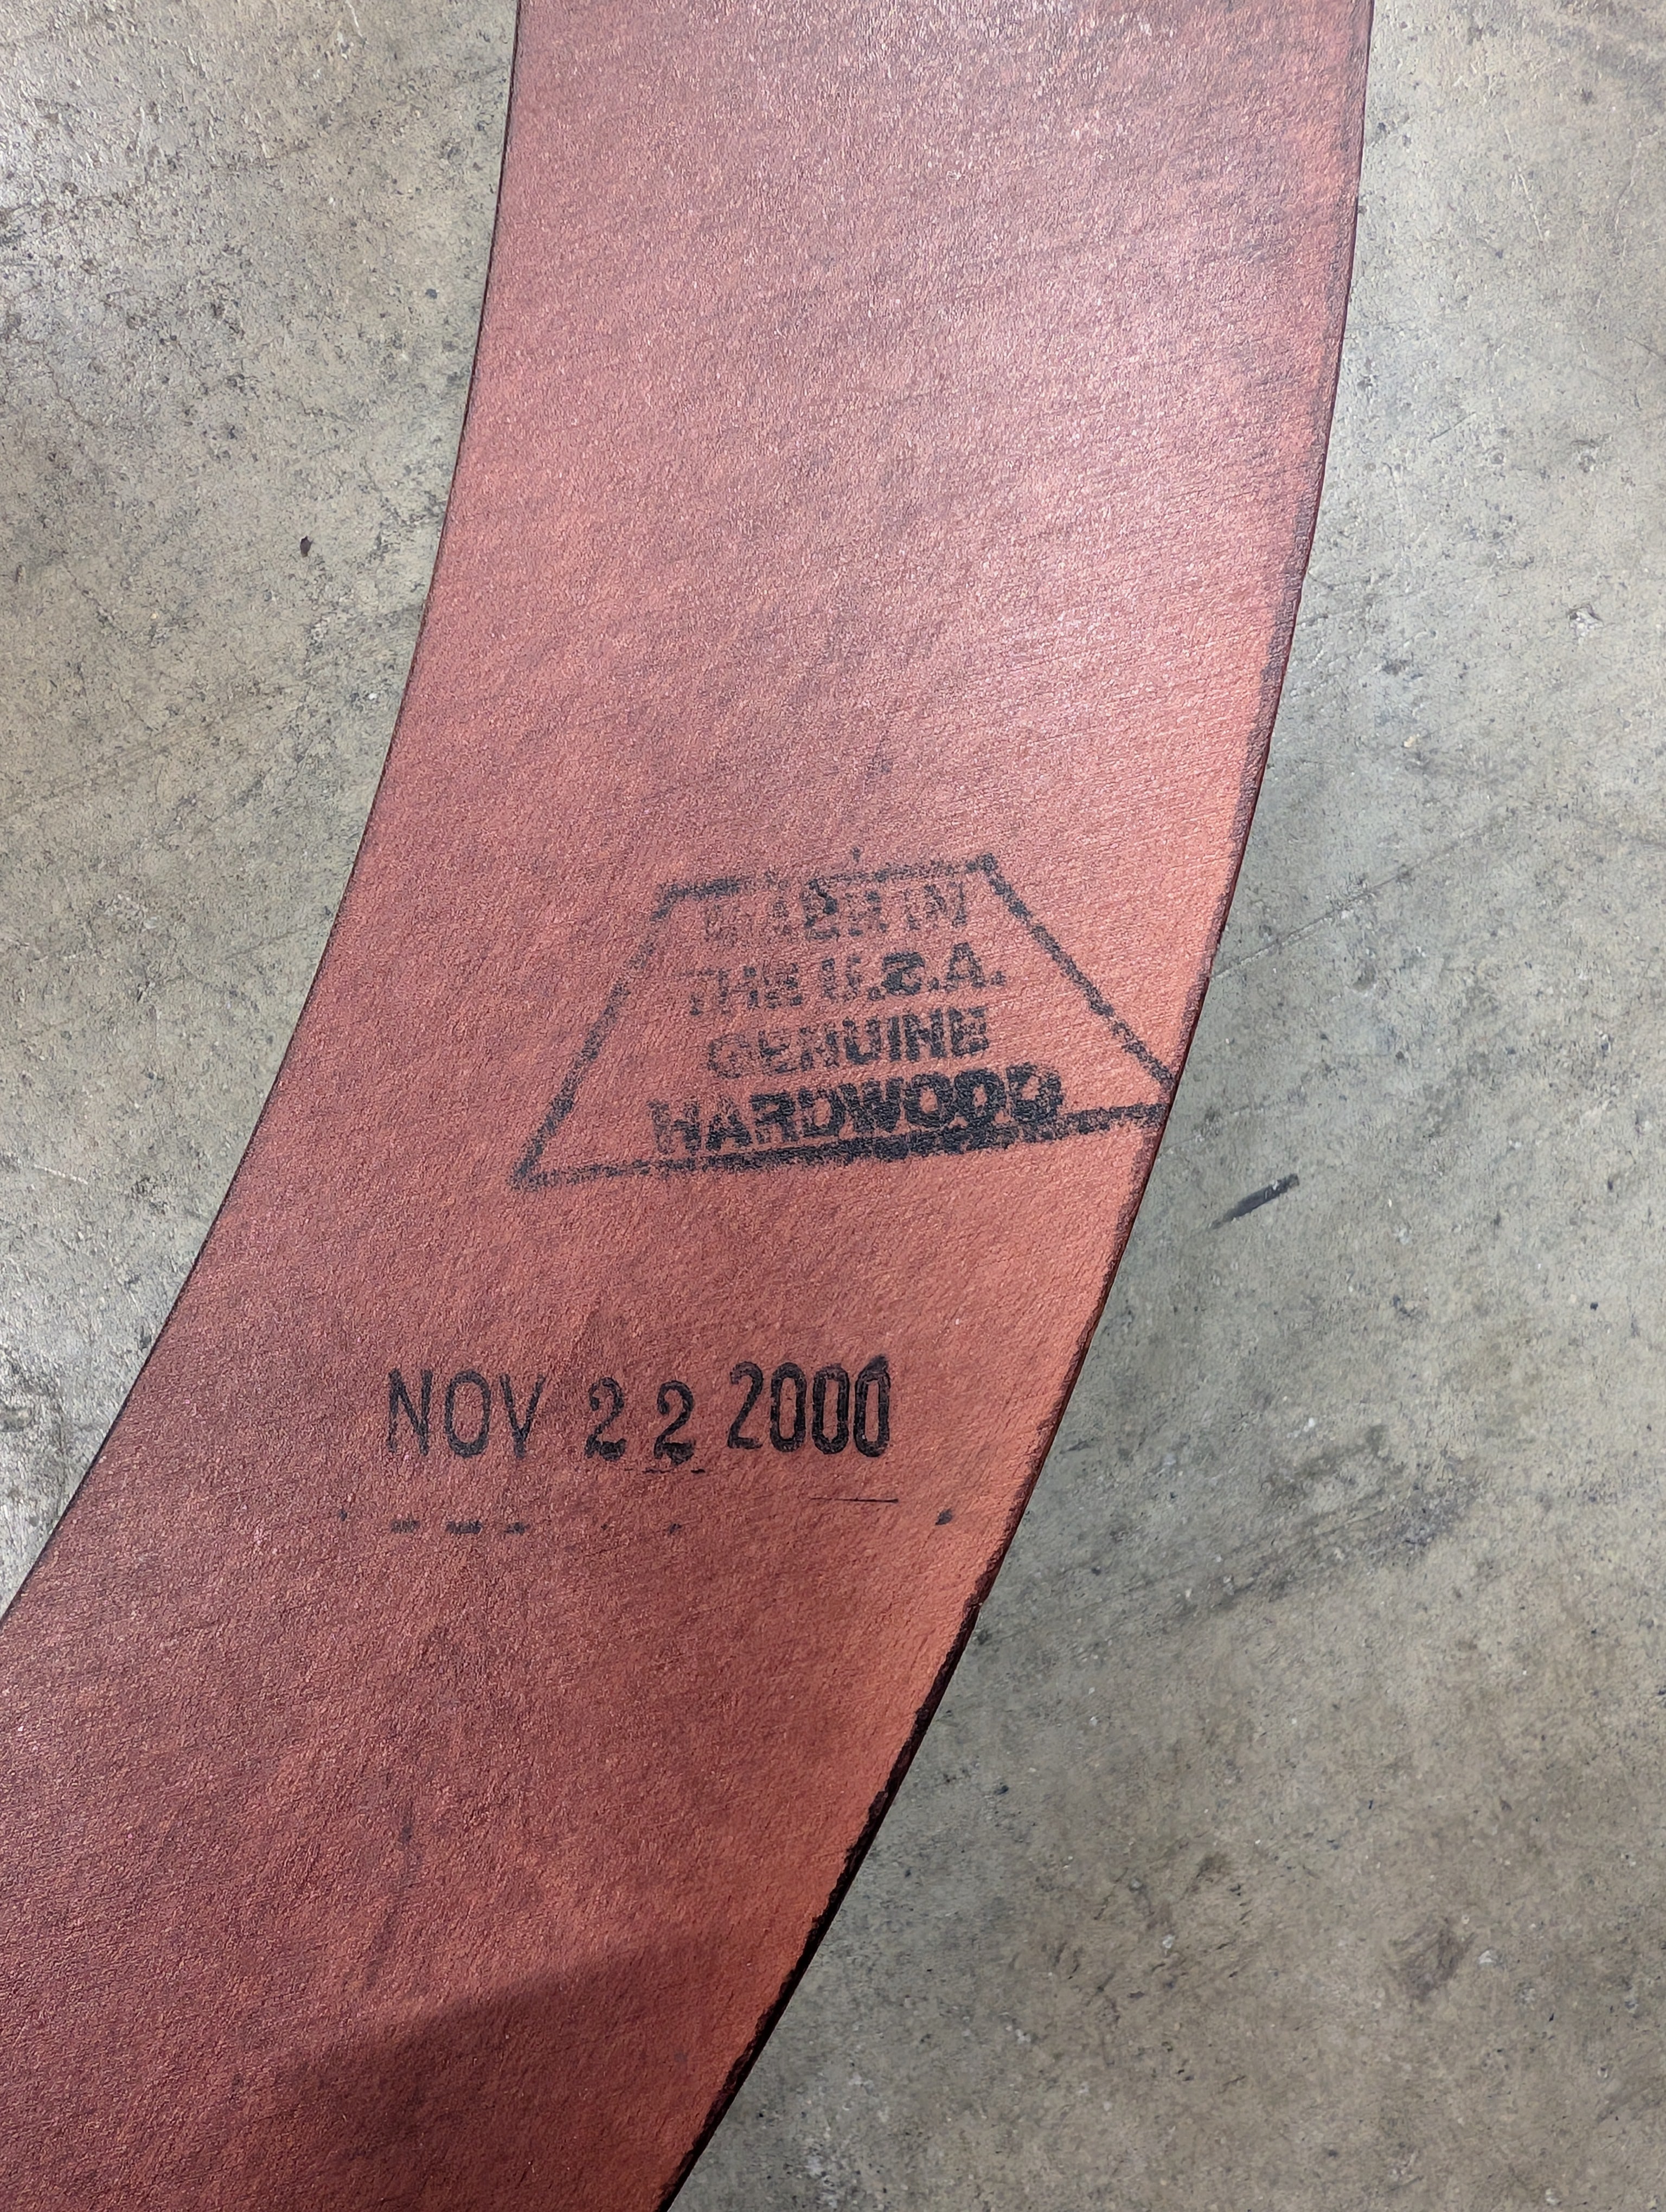 MADE IN
THE U.S.A.
GENUINE
HARDWOOD
NOV 22 2000